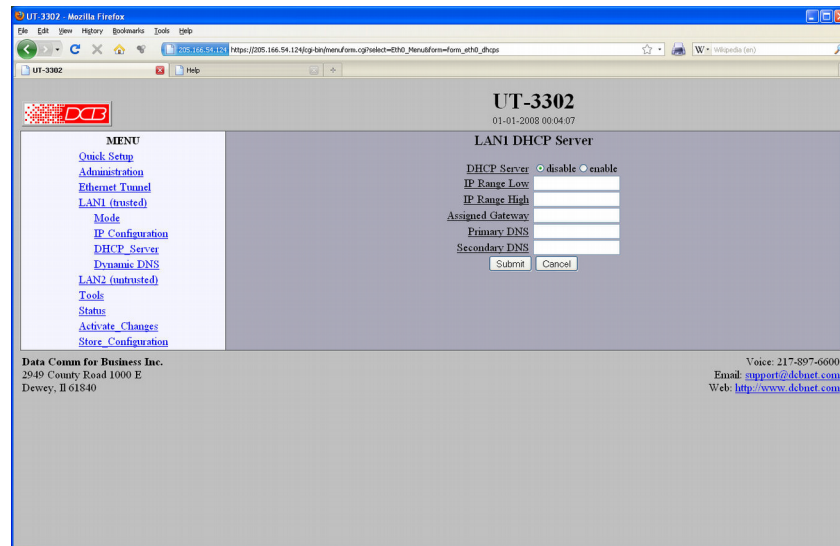 UT-3302 - Mozilla Firefox
File Edit View History Bookmarks Tools Help
205.166.54.124 https://205.166.54.124/cgi-bin/menuform.cgi?select=Eth0_Menu&form=form_eth0_dhcps
W Wikipedia (en)
UT-3302
Help
DCB
UT-3302
01-01-2008 00:04:07
MENU
Quick Setup
Administration
Ethernet Tunnel
LAN1 (trusted)
Mode
IP Configuration
DHCP_Server
Dynamic DNS
LAN2 (untrusted)
Tools
Status
Activate_Changes
Store_Configuration
LAN1 DHCP Server
DHCP Server disable enable
IP Range Low
IP Range High
Assigned Gateway
Primary DNS
Secondary DNS
Submit Cancel
Data Comm for Business Inc.
2949 County Road 1000 E
Dewey, Il 61840
Voice: 217-897-6600
Email: support@dcbnet.com
Web: http://www.dcbnet.com